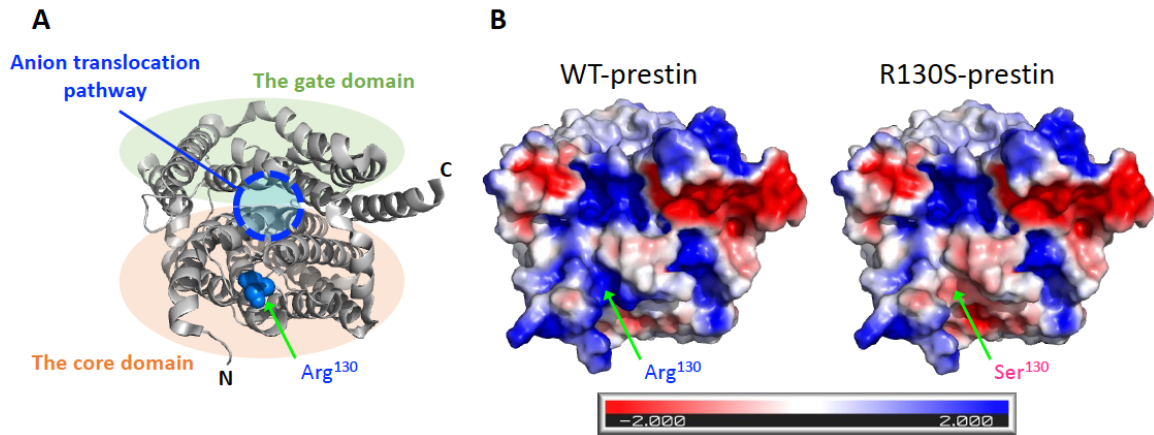 A
Anion translocation
pathway
The gate domain
C
The core domain
N
Arg130
B
WT-prestin
R130S-prestin
Arg130
Ser130
-2.000
2.000